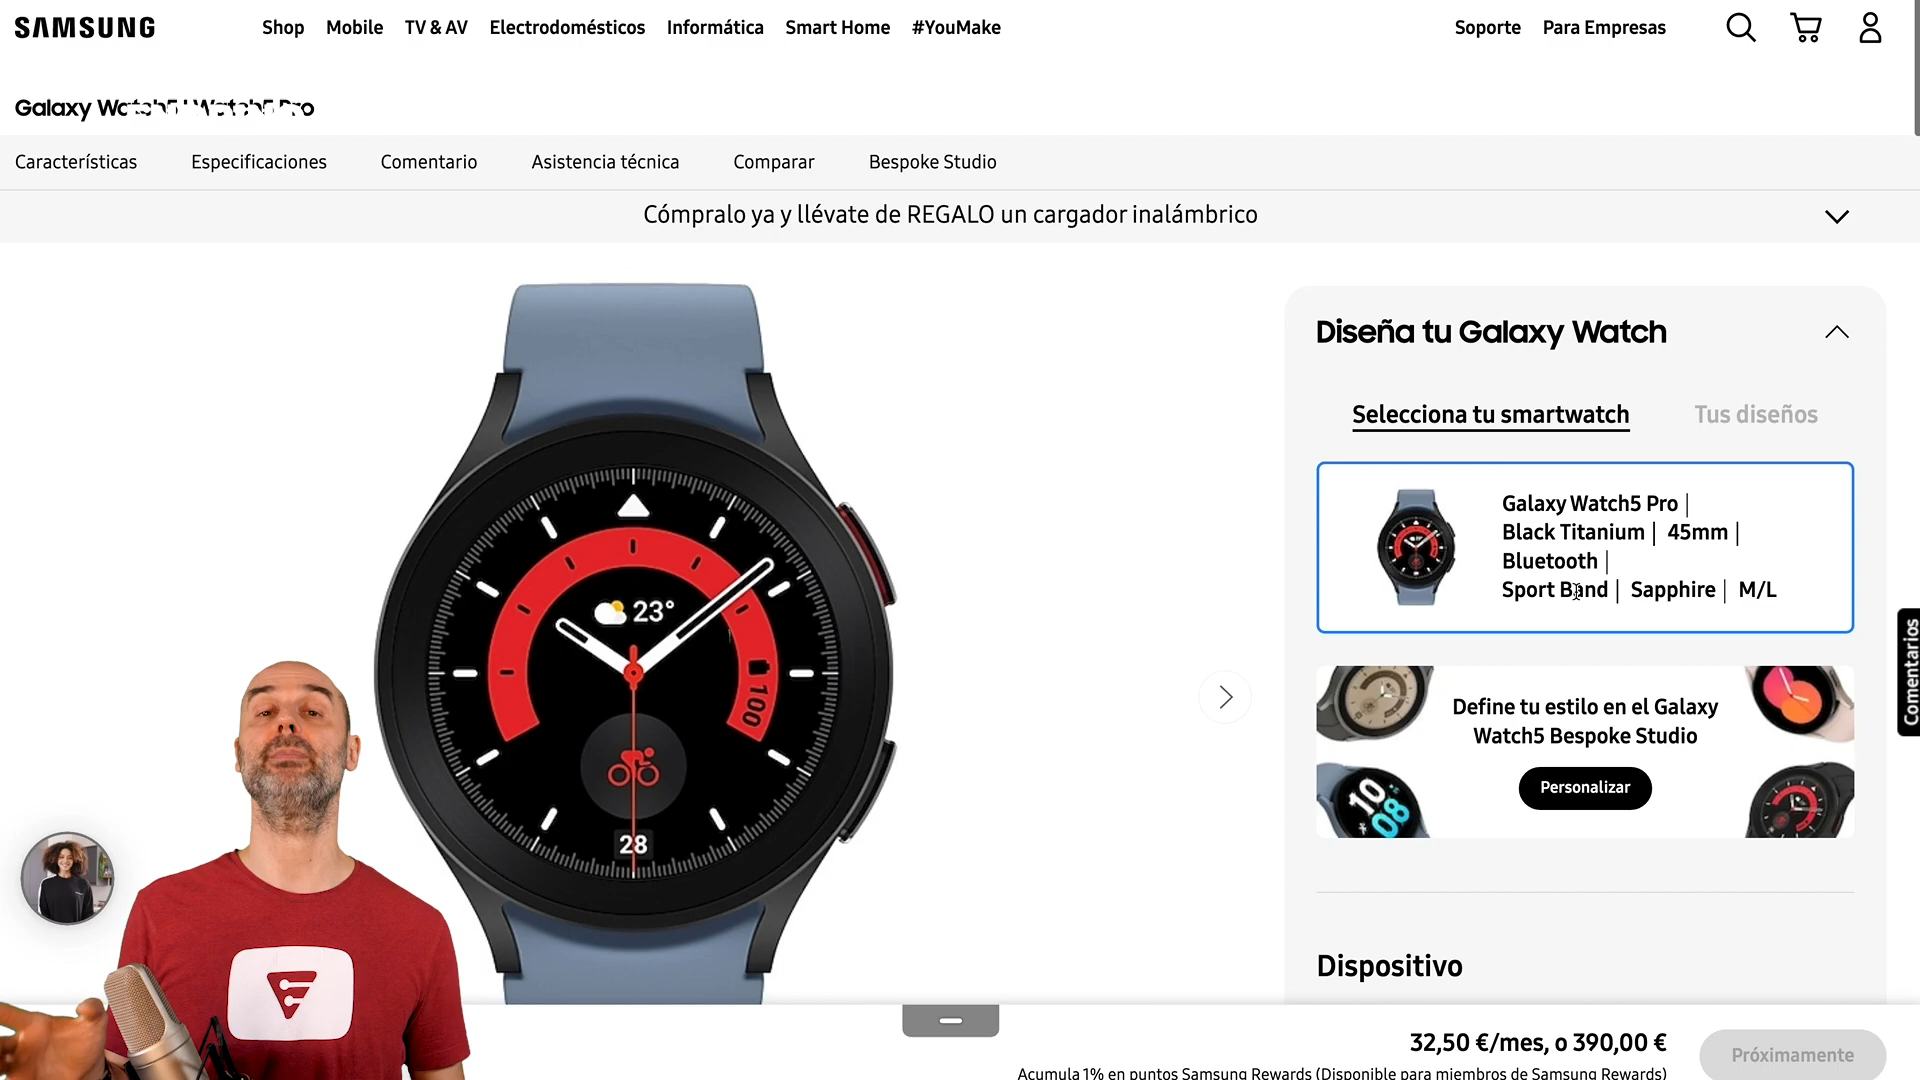 SAMSUNG
Shop Mobile TV & AV Electrodomésticos Informática Smart Home #YouMake Soporte Para Empresas
Galaxy Watch5 | Watch5 Pro
Características Especificaciones Comentario Asistencia técnica Comparar Bespoke Studio
Cómpralo ya y llévate de REGALO un cargador inalámbrico
Diseña tu Galaxy Watch
Selecciona tu smartwatch Tus diseños
Galaxy Watch5 Pro |
Black Titanium | 45mm |
Bluetooth |
Sport Band | Sapphire | M/L
23°
100
28
Define tu estilo en el Galaxy
Watch5 Bespoke Studio
Personalizar
10
08
Comentarios
Dispositivo
32,50 €/mes, o 390,00 €
Próximamente
Acumula 1% en puntos Samsung Rewards (Disponible para miembros de Samsung Rewards)